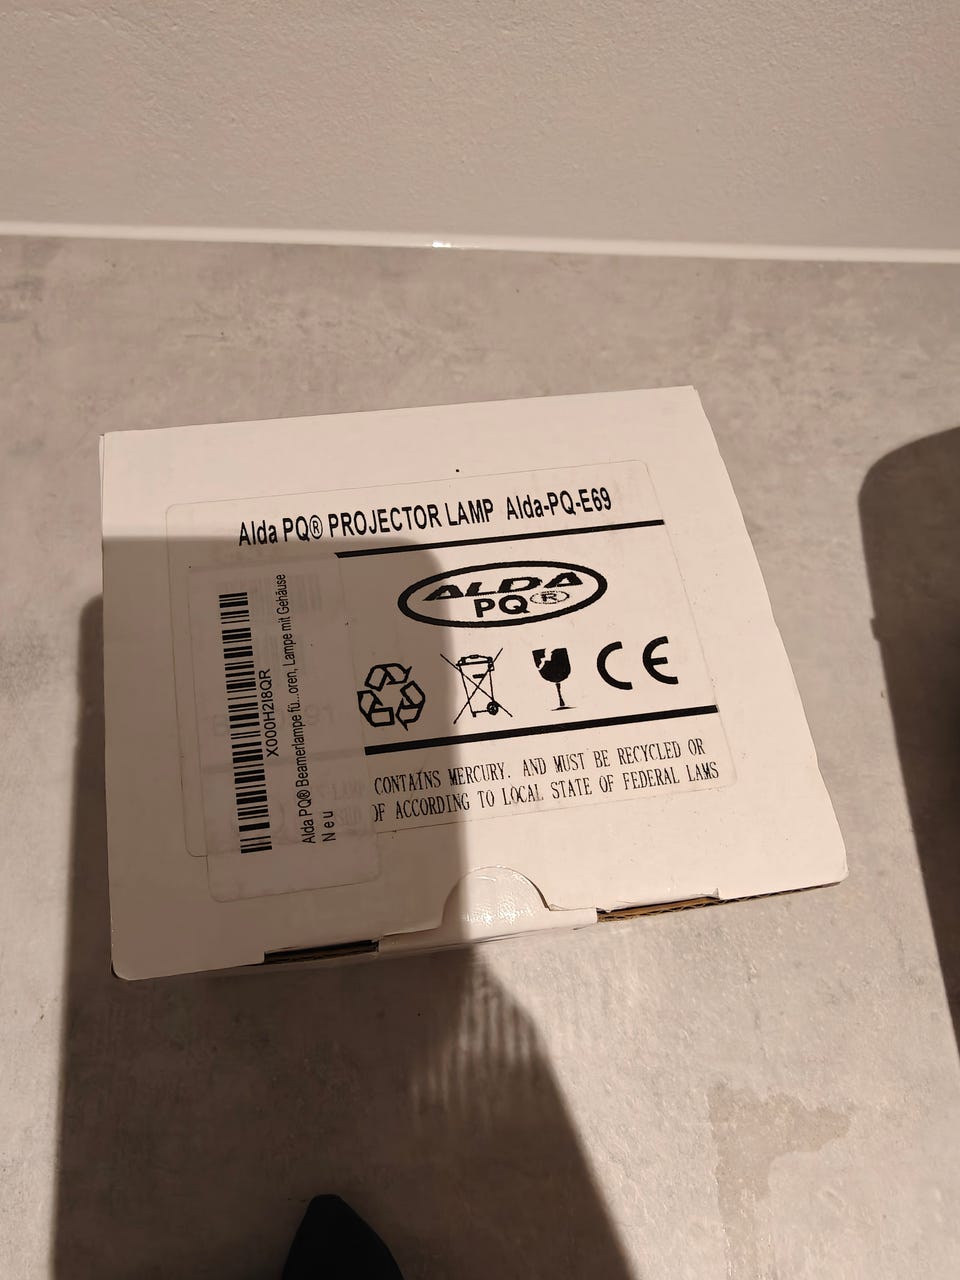 Alda PQ® PROJECTOR LAMP Alda-PQ-E69
ALDA
PQ®
CE
CONTAINS MERCURY. AND MUST BE RECYCLED OR
OF ACCORDING TO LOCAL STATE OF FEDERAL LAMS
X000H2I8QR
Alda PQ® Beamerlampe fü...oren, Lampe mit Gehäuse
Neu